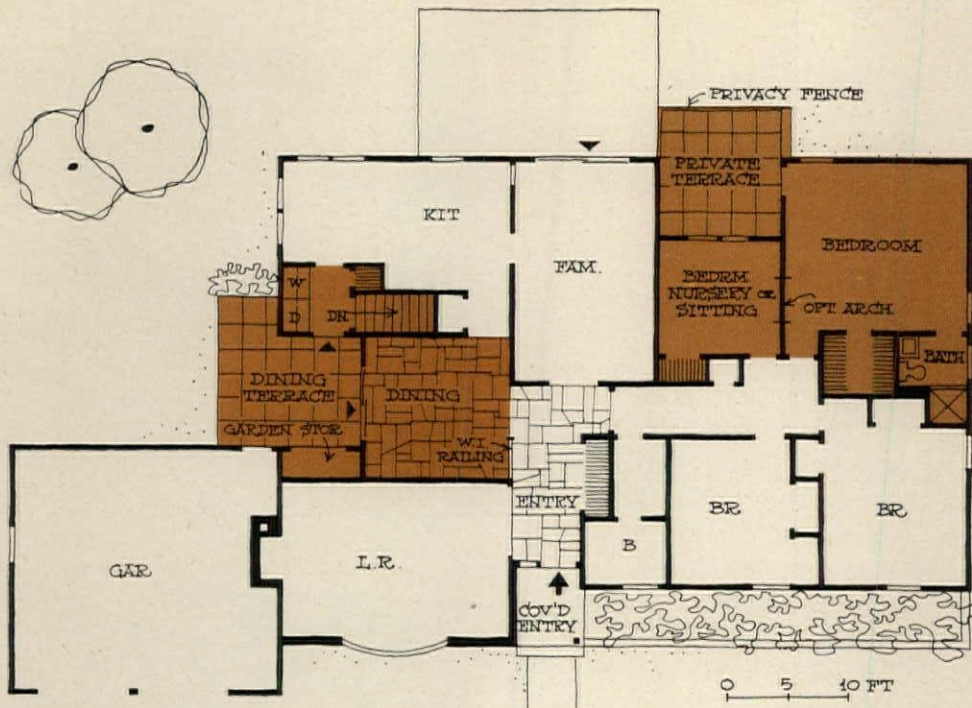 PRIVACY FENCE
PRIVATE
TERRACE
KIT
BEDROOM
FAM.
BEDRM
NURSERY OR
SITTING
OPT. ARCH
W
D
DN.
BATH
DINING
TERRACE
DINING
GARDEN STOR.
W.I.
RAILING
ENTRY
BR
BR
B
GAR
L.R.
COV'D
ENTRY
0 5 10 FT